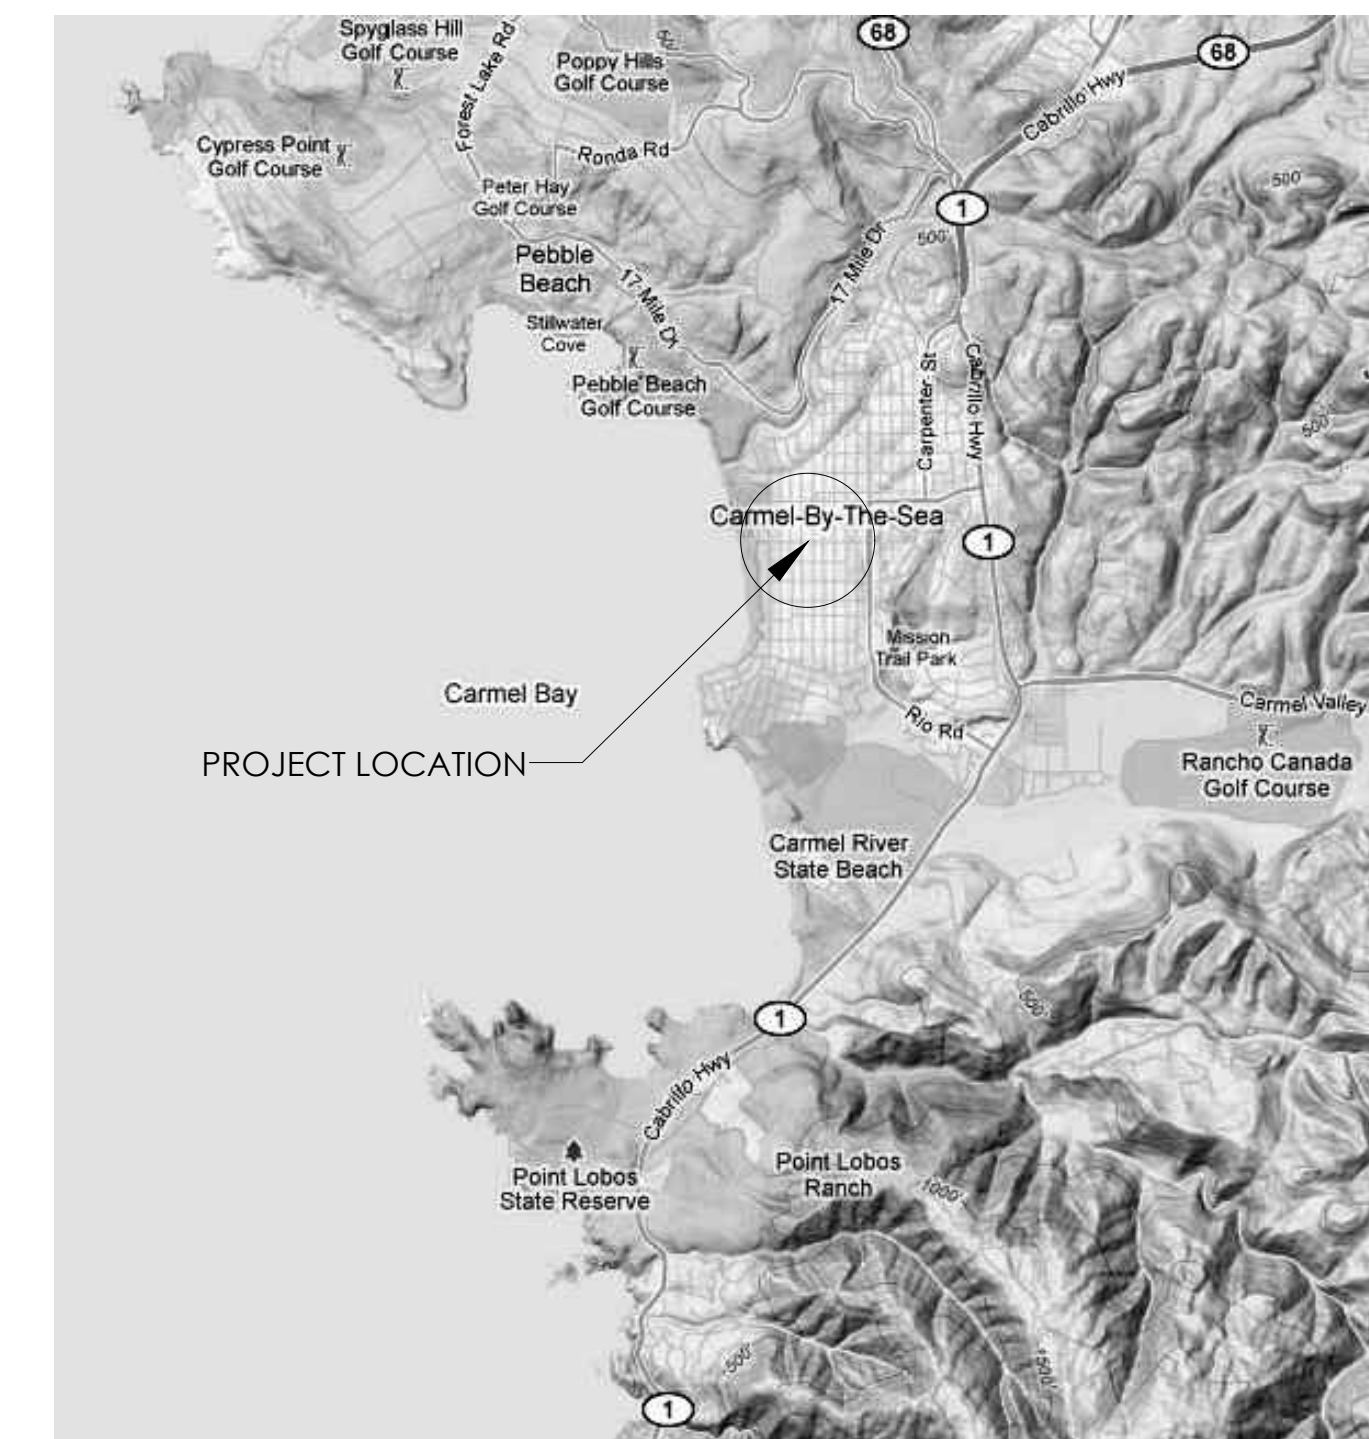 Spyglass Hill
Golf Course
Forest Lake Rd
50'
Poppy Hills
Golf Course
68
68
Cabrillo Hwy
Cypress Point
Golf Course
Ronda Rd
Peter Hay
Golf Course
500'
1
500'
17 Mile Dr
Pebble
Beach
17 Mile Dr
Stillwater
Cove
Pebble Beach
Golf Course
Carpenter St
Cabrillo Hwy
500'
Carmel-By-The-Sea
1
Mission
Trail Park
Carmel Bay
Rio Rd
Carmel Valley
PROJECT LOCATION
Rancho Canada
Golf Course
Carmel River
State Beach
500'
1
Cabrillo Hwy
Point Lobos
State Reserve
Point Lobos
Ranch
1000'
500'
500'
1